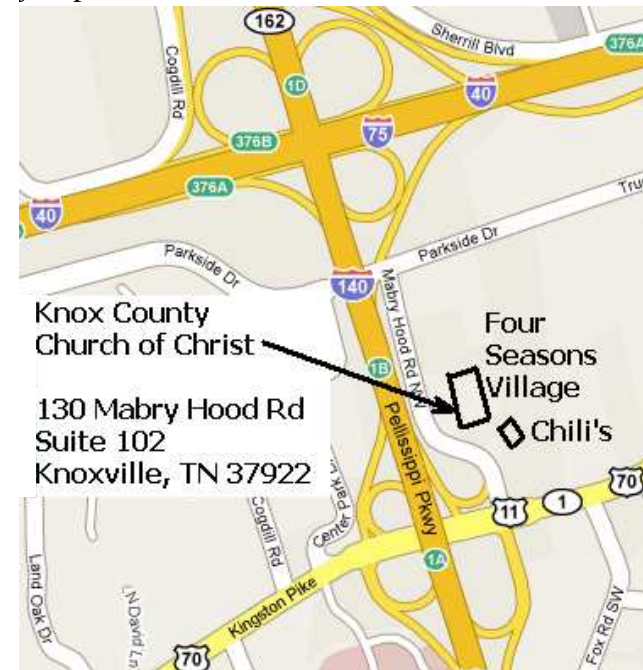 162
Sherrill Blvd
376A
Cogdill Rd
1D
40
376B
75
376A
40
Parkside Dr
Parkside Dr
140
Mabry Hood Rd NW
Knox County
Church of Christ
130 Mabry Hood Rd
Suite 102
Knoxville, TN 37922
Four
Seasons
Village
Chili's
1B
Pellissippi Pkwy
70
11
1
Center Park Dr
Cogdill Rd
1A
Land Oak Dr
N David Ln
Kingston Pike
70
Fox Rd SW